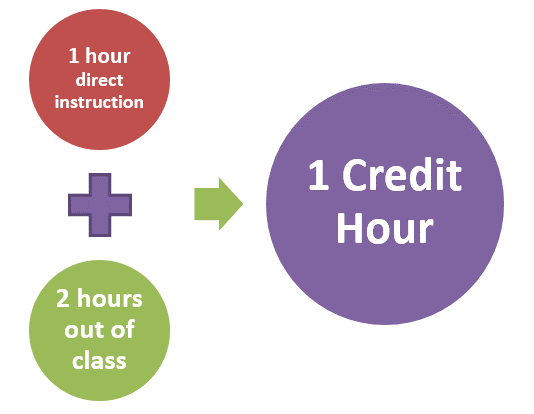 1 hour
direct
instruction
2 hours
out of
class
1 Credit
Hour